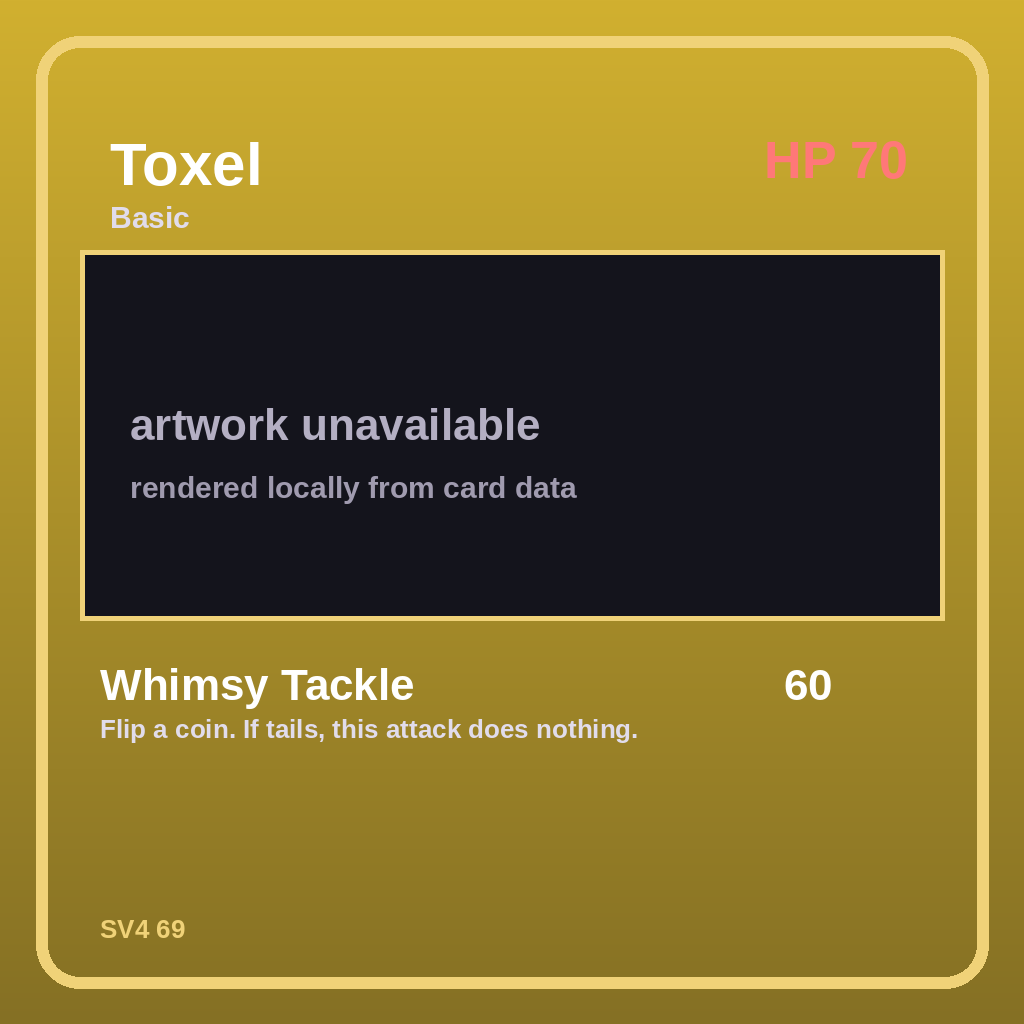 Toxel
HP 70
Basic
artwork unavailable
rendered locally from card data
Whimsy Tackle 60
Flip a coin. If tails, this attack does nothing.
SV4 69